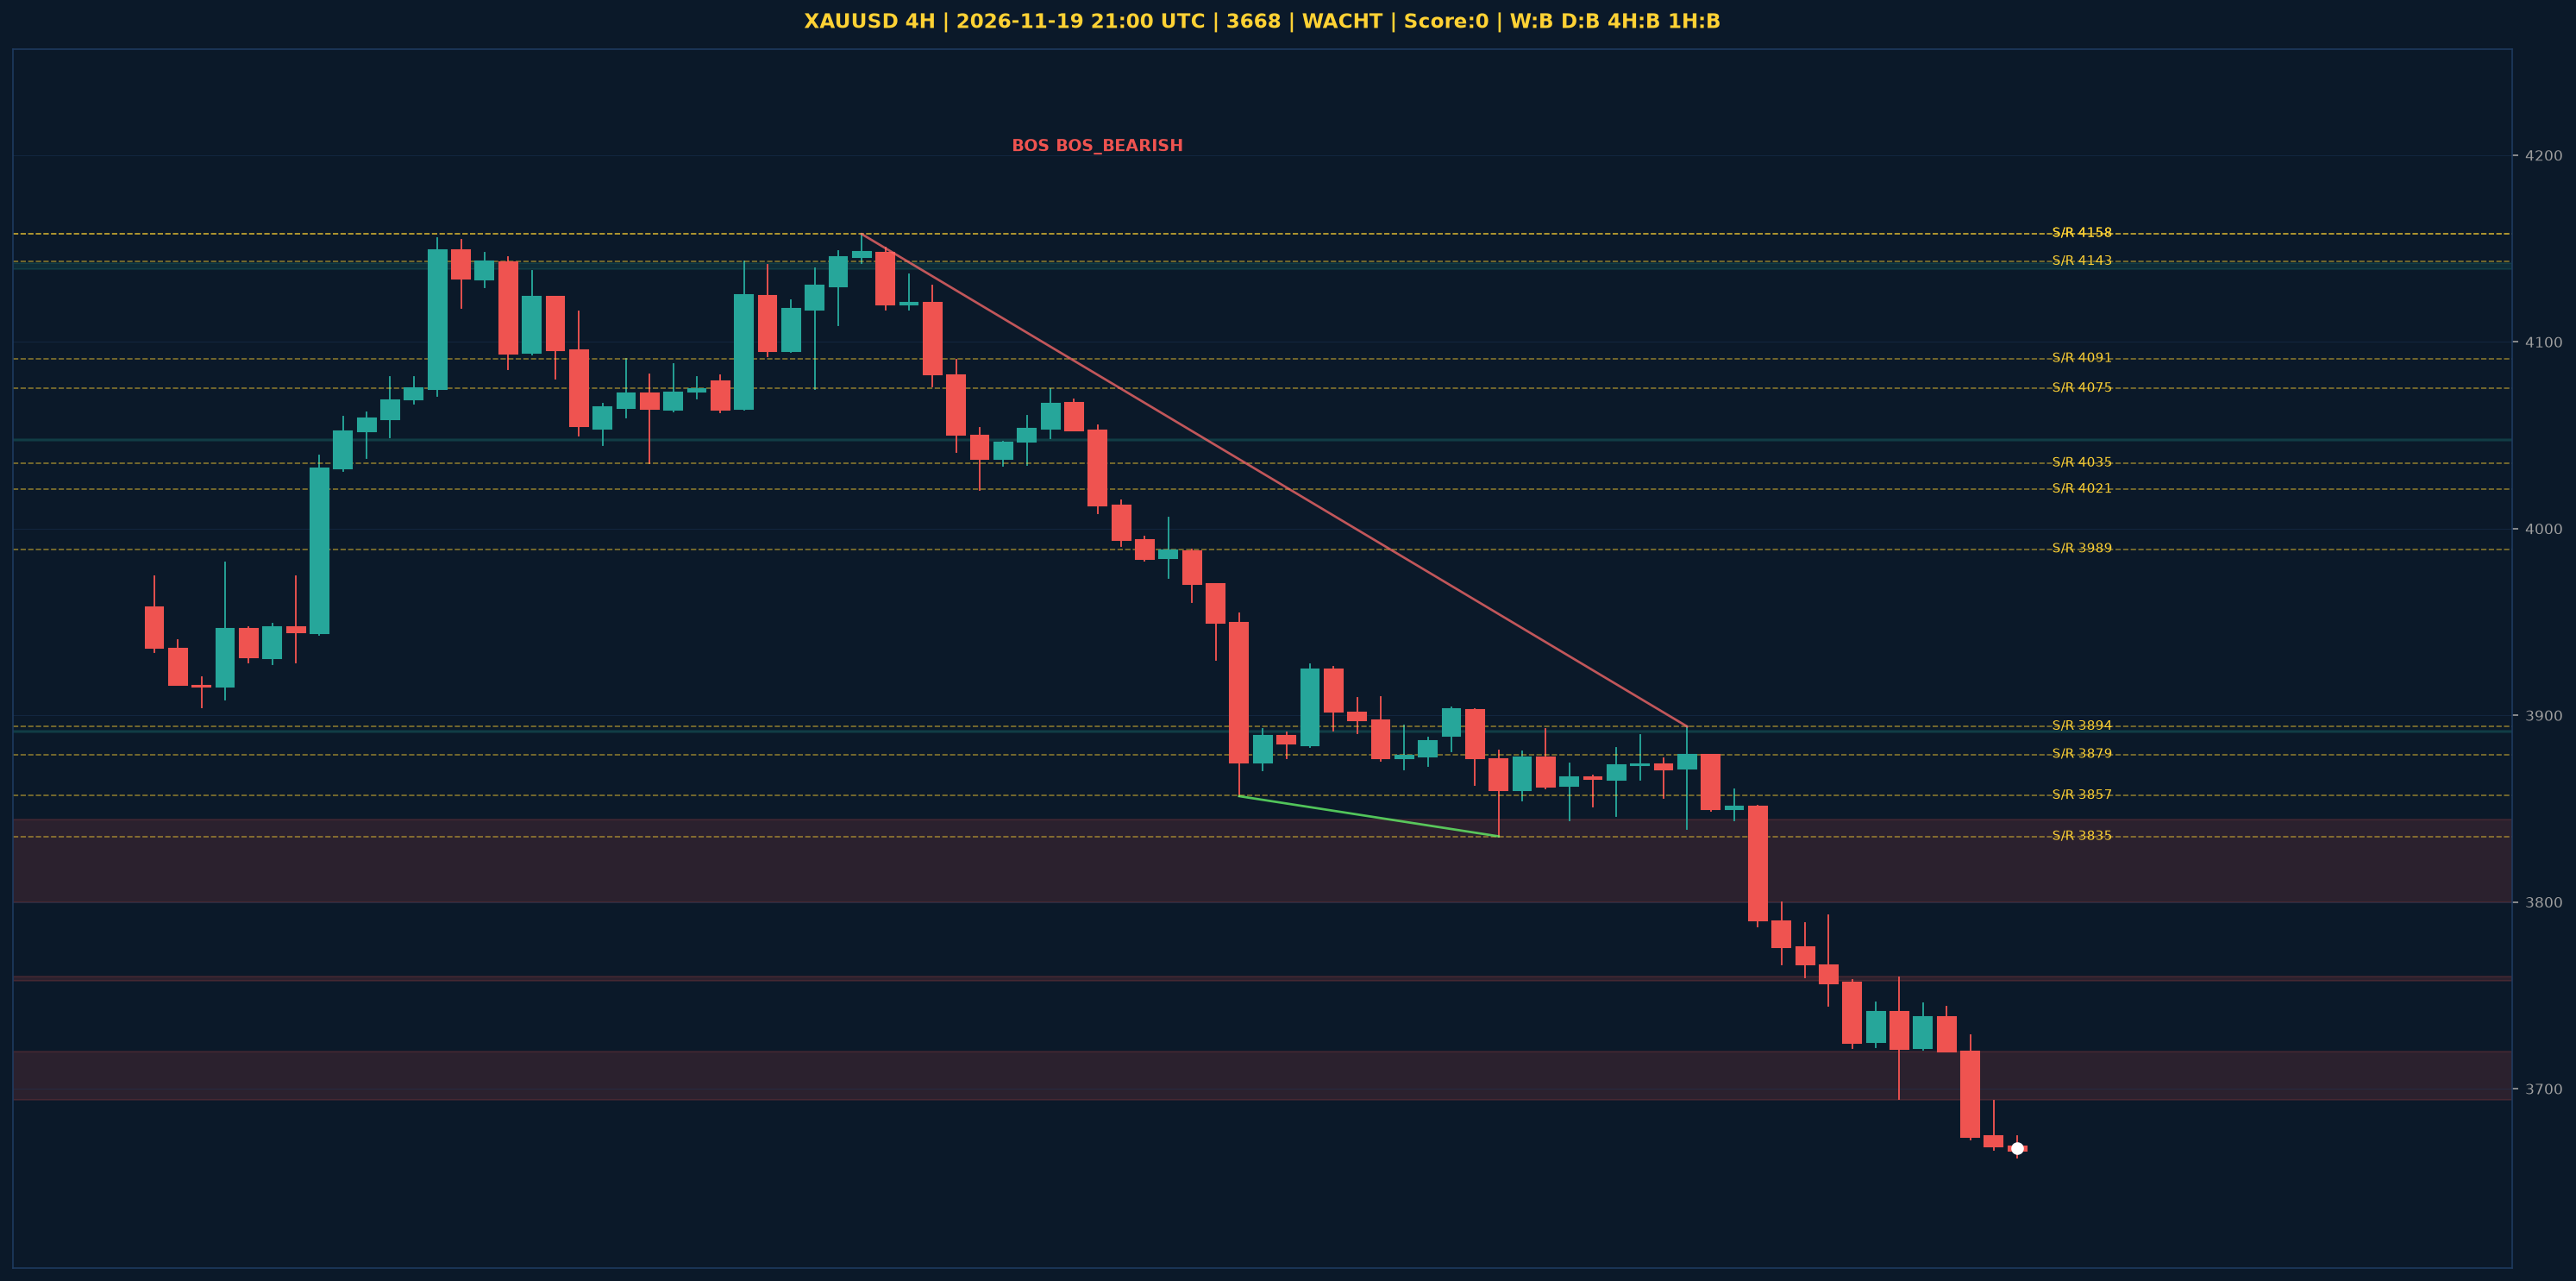 XAUUSD 4H | 2026-11-19 21:00 UTC | 3668 | WACHT | Score:0 | W:B D:B 4H:B 1H:B
BOS BOS_BEARISH
4200
S/R 4158
S/R 4143
4100
S/R 4091
S/R 4075
S/R 4035
S/R 4021
4000
S/R 3989
3900
S/R 3894
S/R 3879
S/R 3857
S/R 3835
3800
3700